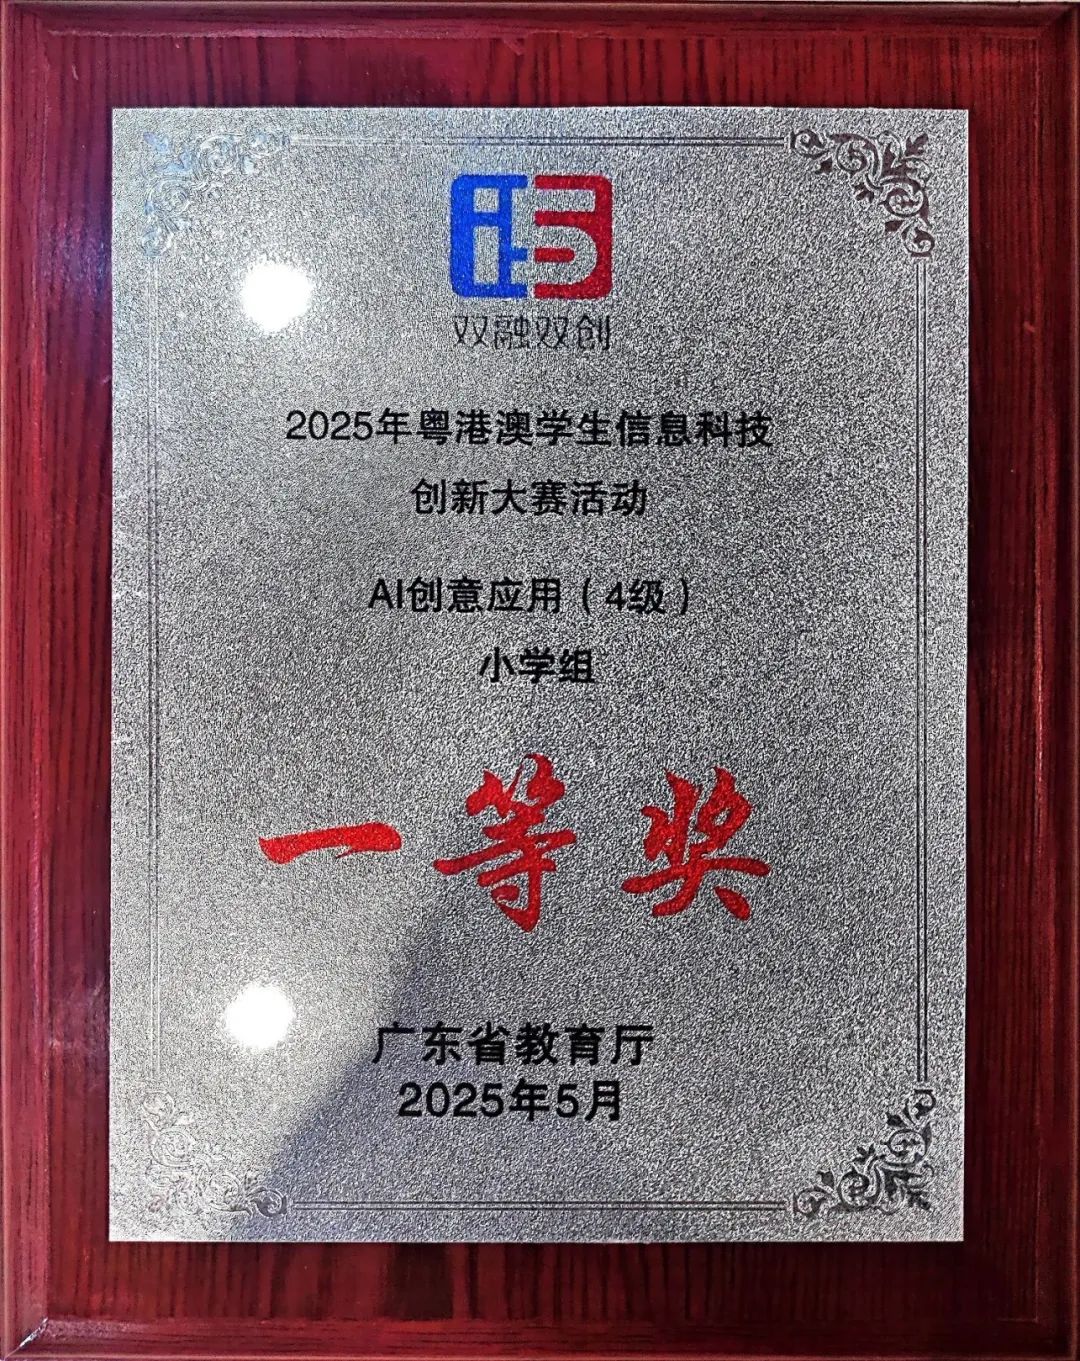 双融双创
2025年粤港澳学生信息科技
创新大赛活动
AI创意应用（4级）
小学组
一等奖
广东省教育厅
2025年5月